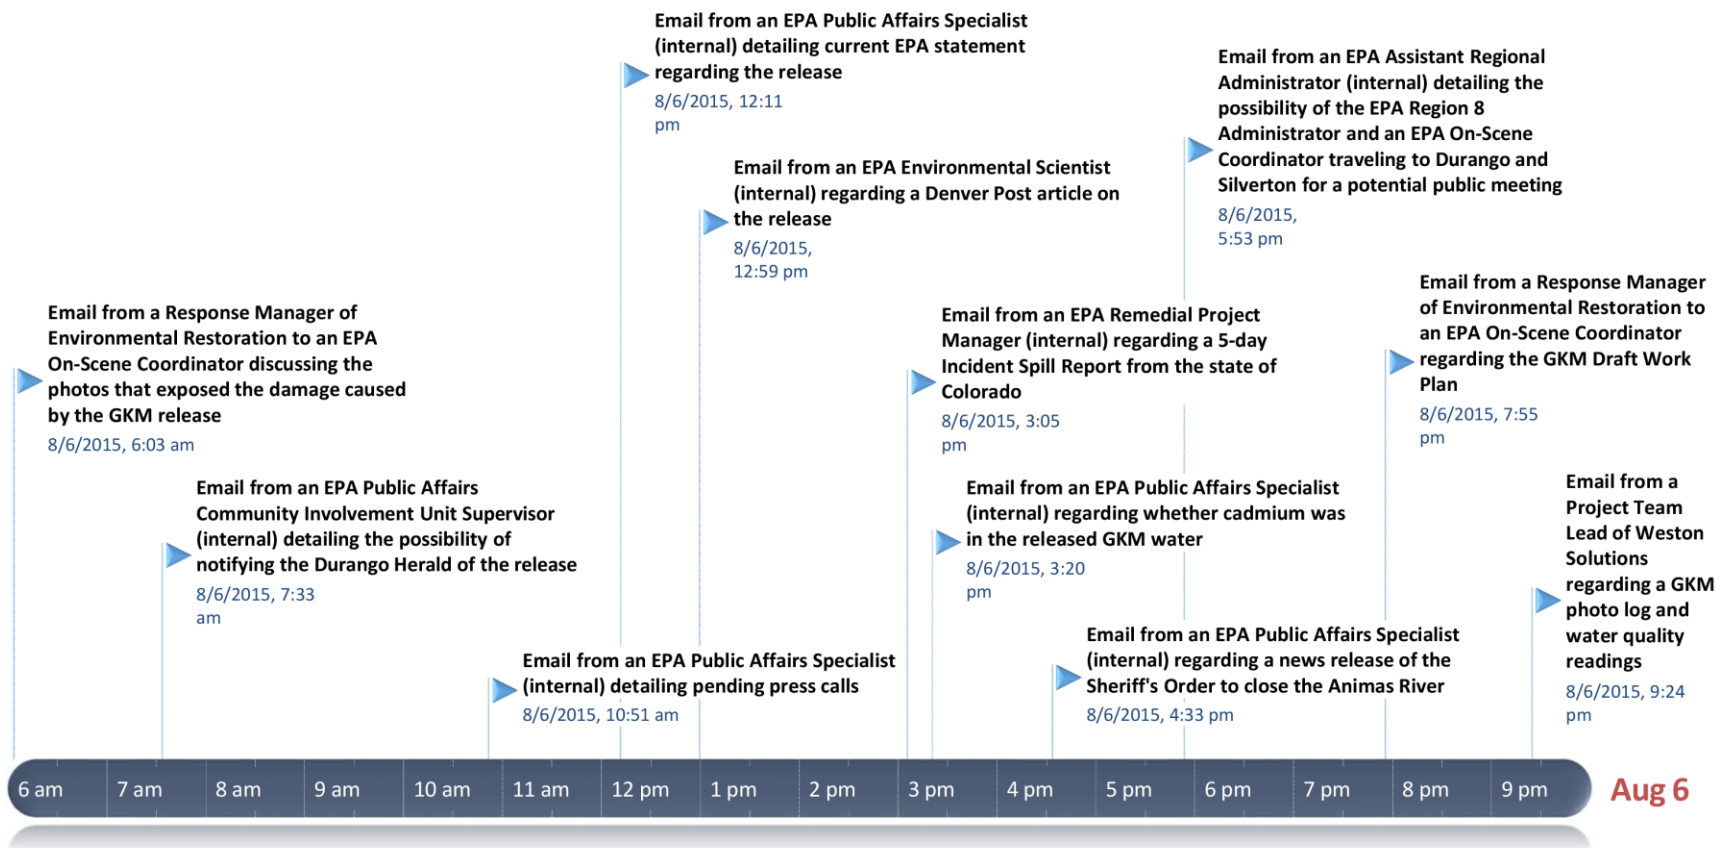 Email from an EPA Public Affairs Specialist
(internal) detailing current EPA statement
regarding the release
8/6/2015, 12:11
pm
Email from an EPA Assistant Regional
Administrator (internal) detailing the
possibility of the EPA Region 8
Administrator and an EPA On-Scene
Coordinator traveling to Durango and
Silverton for a potential public meeting
8/6/2015,
5:53 pm
Email from an EPA Environmental Scientist
(internal) regarding a Denver Post article on
the release
8/6/2015,
12:59 pm
Email from a Response Manager of
Environmental Restoration to an EPA
On-Scene Coordinator discussing the
photos that exposed the damage caused
by the GKM release
8/6/2015, 6:03 am
Email from an EPA Remedial Project
Manager (internal) regarding a 5-day
Incident Spill Report from the state of
Colorado
8/6/2015, 3:05
pm
Email from a Response Manager
of Environmental Restoration to
an EPA On-Scene Coordinator
regarding the GKM Draft Work
Plan
8/6/2015, 7:55
pm
Email from an EPA Public Affairs
Community Involvement Unit Supervisor
(internal) detailing the possibility of
notifying the Durango Herald of the release
8/6/2015, 7:33
am
Email from an EPA Public Affairs Specialist
(internal) regarding whether cadmium was
in the released GKM water
8/6/2015, 3:20
pm
Email from a
Project Team
Lead of Weston
Solutions
regarding a GKM
photo log and
water quality
readings
8/6/2015, 9:24
pm
Email from an EPA Public Affairs Specialist
(internal) detailing pending press calls
8/6/2015, 10:51 am
Email from an EPA Public Affairs Specialist
(internal) regarding a news release of the
Sheriff's Order to close the Animas River
8/6/2015, 4:33 pm
6 am 7 am 8 am 9 am 10 am 11 am 12 pm 1 pm 2 pm 3 pm 4 pm 5 pm 6 pm 7 pm 8 pm 9 pm Aug 6